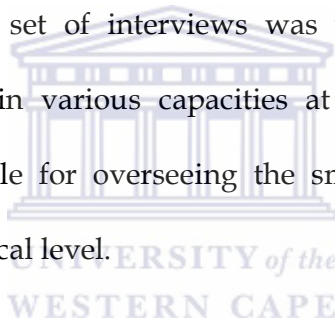 set of interviews was
in various capacities at
le for overseeing the sm
cal level.
UNIVERSITY of the
WESTERN CAPE